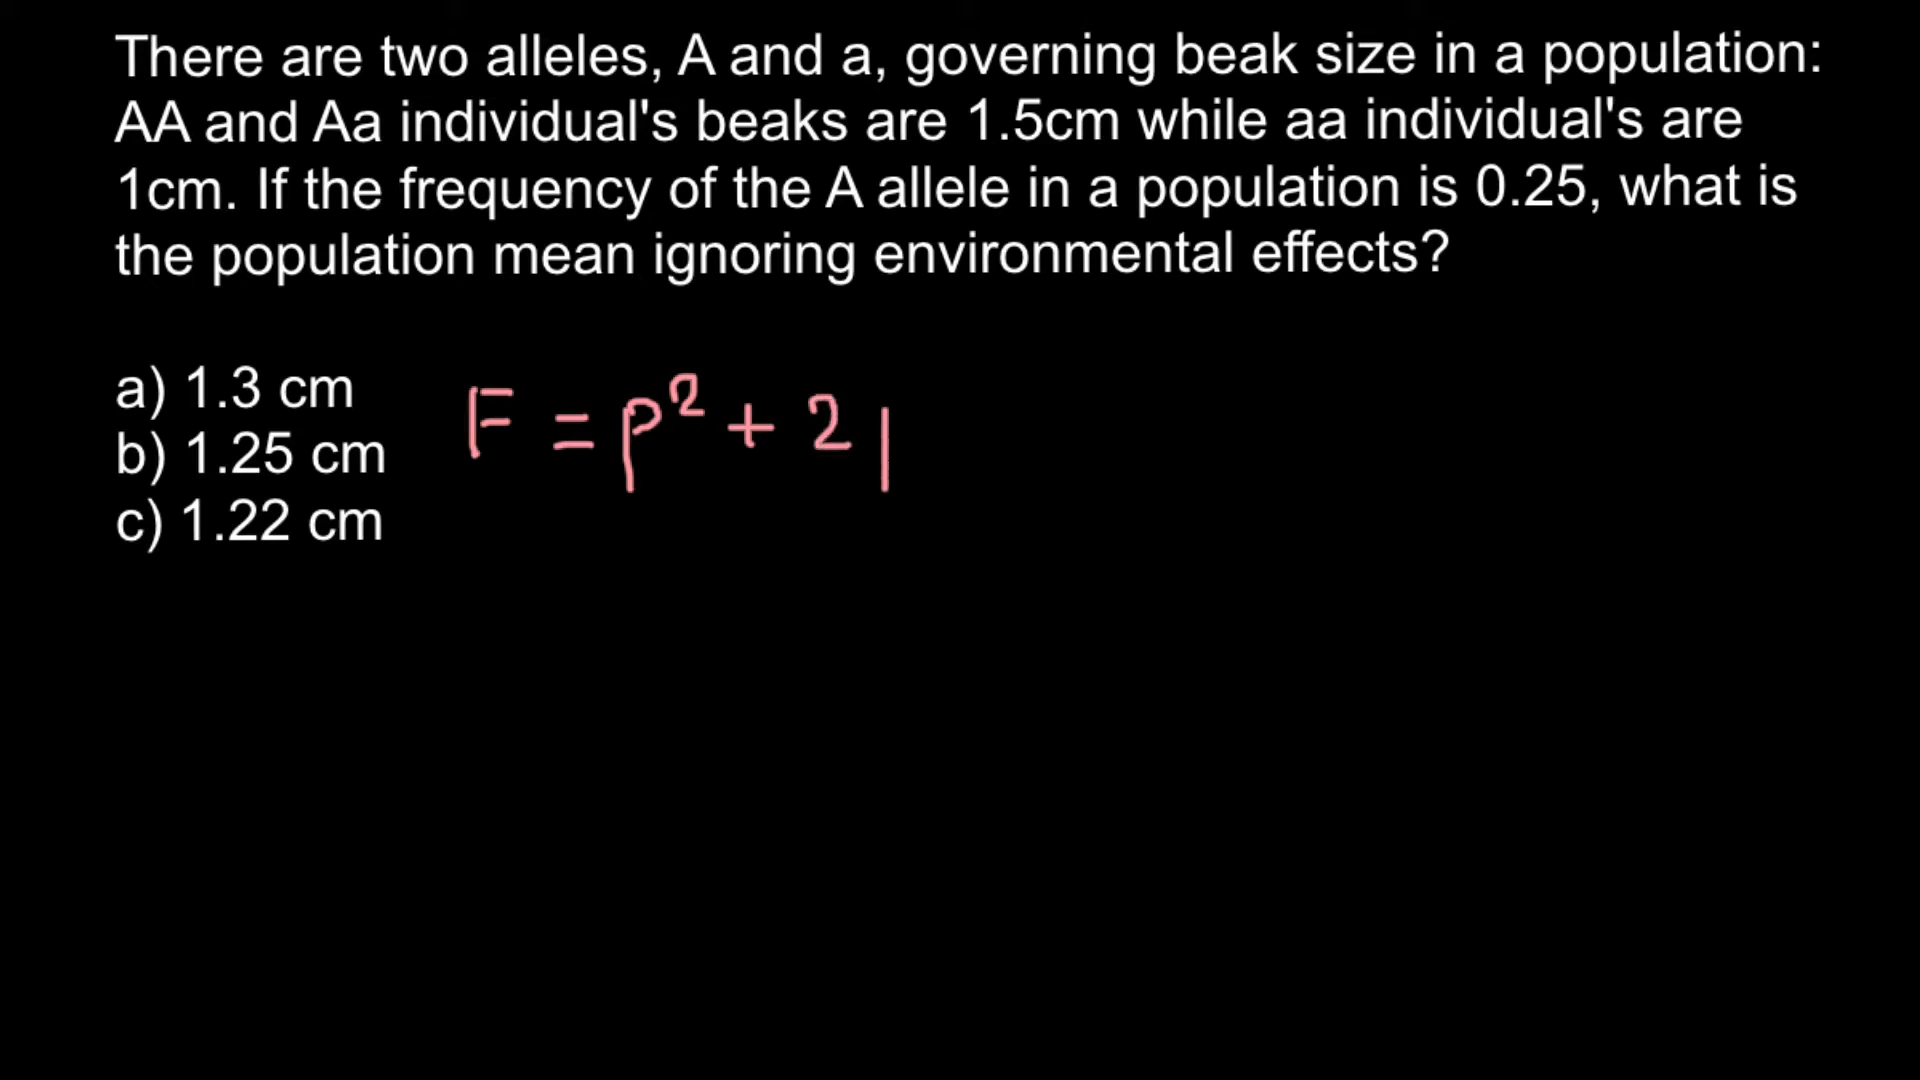 There are two alleles, A and a, governing beak size in a population:
AA and Aa individual's beaks are 1.5cm while aa individual's are
1cm. If the frequency of the A allele in a population is 0.25, what is
the population mean ignoring environmental effects?
a) 1.3 cm
b) 1.25 cm
c) 1.22 cm
F = p² + 2